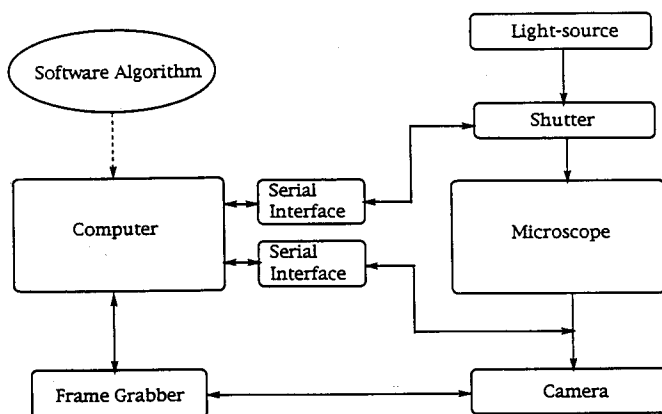 Light-source
Software Algorithm
Shutter
Serial
Interface
Computer
Microscope
Serial
Interface
Frame Grabber
Camera